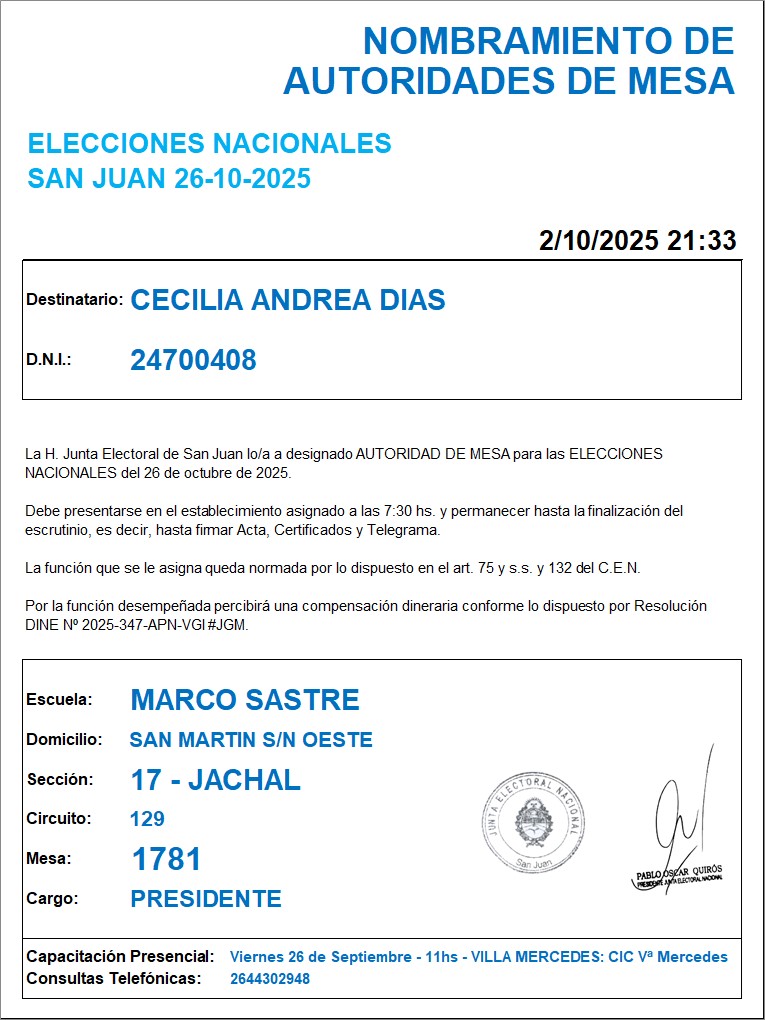 NOMBRAMIENTO DE
AUTORIDADES DE MESA
ELECCIONES NACIONALES
SAN JUAN 26-10-2025
2/10/2025 21:33
Destinatario: CECILIA ANDREA DIAS
D.N.I.: 24700408
La H. Junta Electoral de San Juan lo/a a designado AUTORIDAD DE MESA para las ELECCIONES
NACIONALES del 26 de octubre de 2025.
Debe presentarse en el establecimiento asignado a las 7:30 hs. y permanecer hasta la finalización del
escrutinio, es decir, hasta firmar Acta, Certificados y Telegrama.
La función que se le asigna queda normada por lo dispuesto en el art. 75 y s.s. y 132 del C.E.N.
Por la función desempeñada percibirá una compensación dineraria conforme lo dispuesto por Resolución
DINE Nº 2025-347-APN-VGI#JGM.
Escuela: MARCO SASTRE
Domicilio: SAN MARTIN S/N OESTE
Sección: 17 - JACHAL
Circuito: 129
Mesa: 1781
Cargo: PRESIDENTE
JUNTA ELECTORAL NACIONAL
San Juan
PABLO OSCAR QUIRÓS
PRESIDENTE JUNTA ELECTORAL NACIONAL
Capacitación Presencial: Viernes 26 de Septiembre - 11hs - VILLA MERCEDES: CIC Vª Mercedes
Consultas Telefónicas: 2644302948